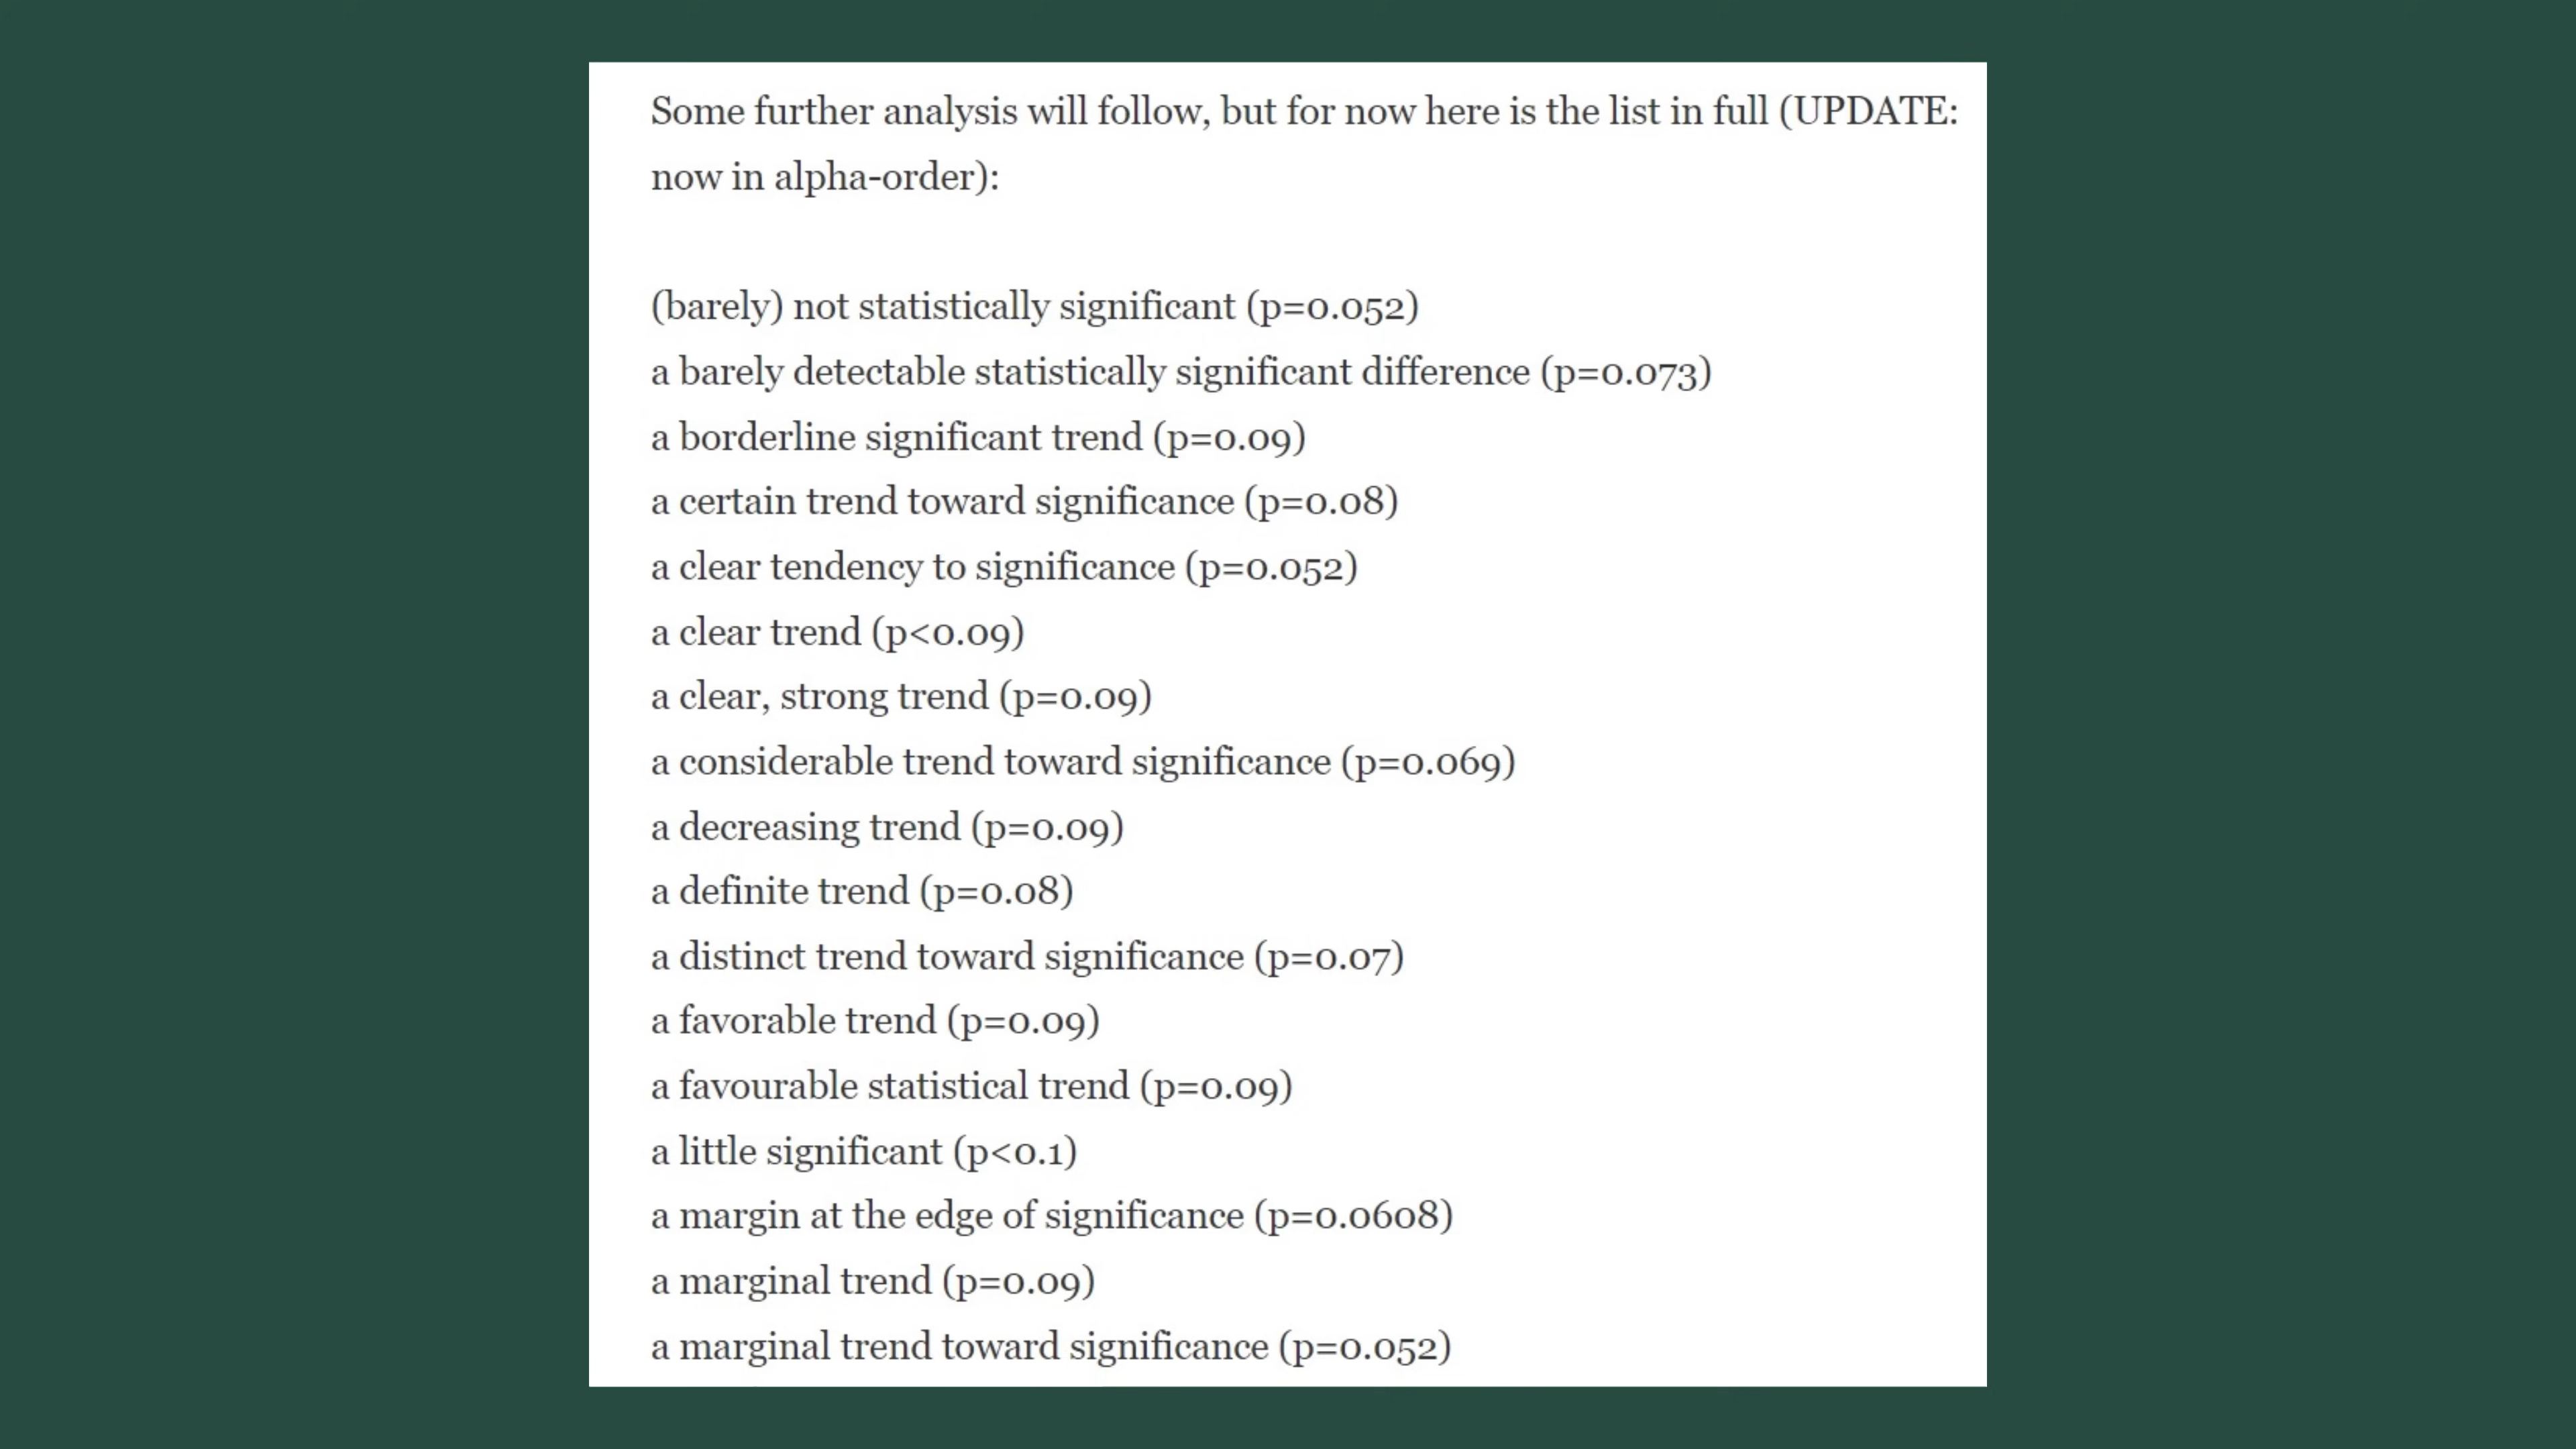 Some further analysis will follow, but for now here is the list in full (UPDATE:
now in alpha-order):
(barely) not statistically significant (p=0.052)
a barely detectable statistically significant difference (p=0.073)
a borderline significant trend (p=0.09)
a certain trend toward significance (p=0.08)
a clear tendency to significance (p=0.052)
a clear trend (p<0.09)
a clear, strong trend (p=0.09)
a considerable trend toward significance (p=0.069)
a decreasing trend (p=0.09)
a definite trend (p=0.08)
a distinct trend toward significance (p=0.07)
a favorable trend (p=0.09)
a favourable statistical trend (p=0.09)
a little significant (p<0.1)
a margin at the edge of significance (p=0.0608)
a marginal trend (p=0.09)
a marginal trend toward significance (p=0.052)